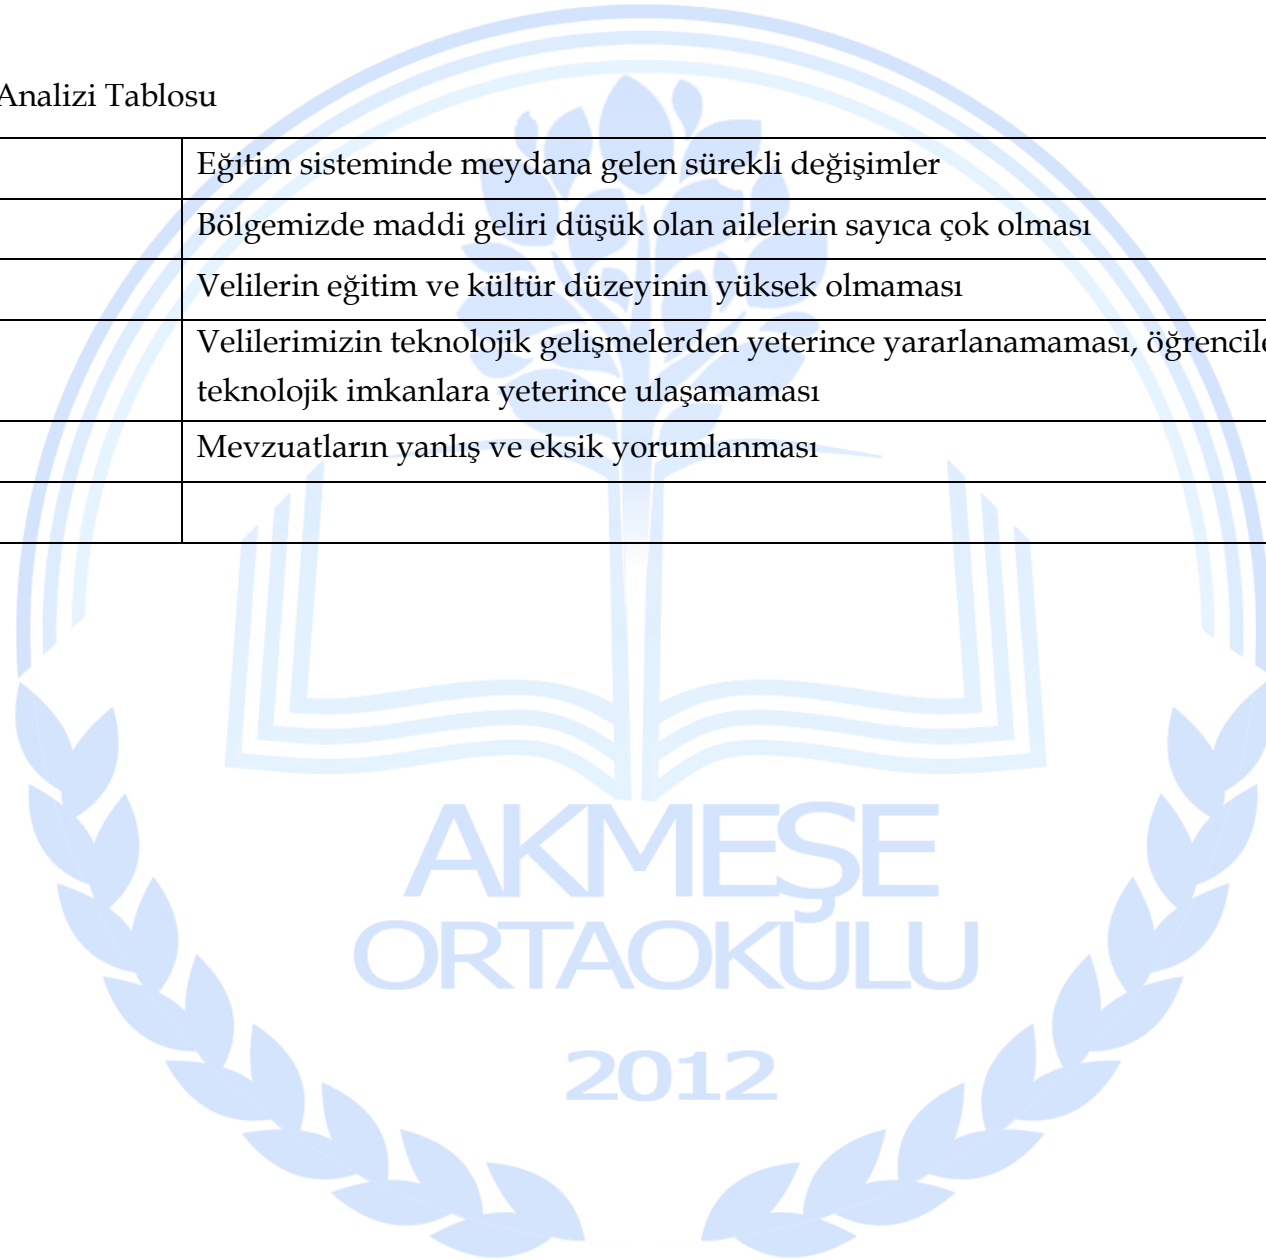 Analizi Tablosu
Eğitim sisteminde meydana gelen sürekli değişimler
Bölgemizde maddi geliri düşük olan ailelerin sayıca çok olması
Velilerin eğitim ve kültür düzeyinin yüksek olmaması
Velilerimizin teknolojik gelişmelerden yeterince yararlanamaması, öğrencile
teknolojik imkanlara yeterince ulaşamaması
Mevzuatların yanlış ve eksik yorumlanması
AKMEŞE
ORTAOKULU
2012